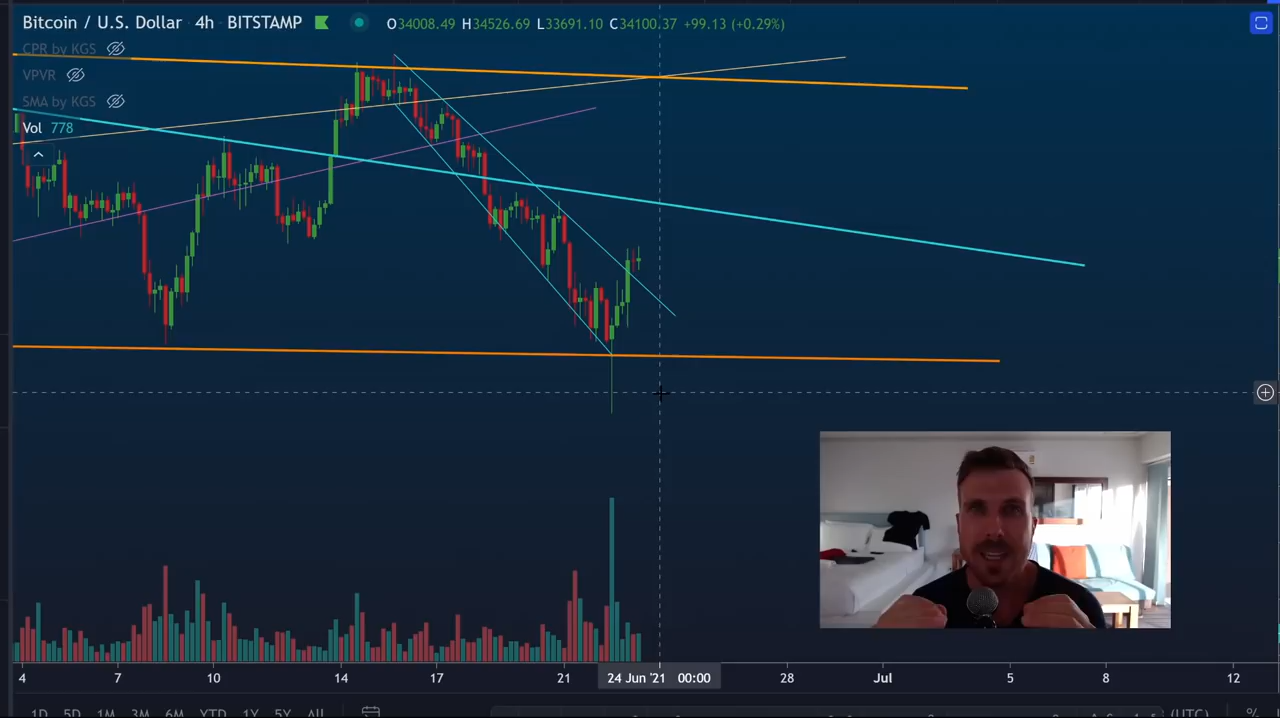 Bitcoin / U.S. Dollar 4h · BITSTAMP O34008.49 H34526.69 L33691.10 C34100.37 +99.13 (+0.29%)
CPR by KGS
VPVR
SMA by KGS
Vol 778
4 7 10 14 17 21 24 Jun '21 00:00 28 Jul 5 8 12
1D 5D 1M 3M 6M YTD 1Y 5Y All (UTC) %